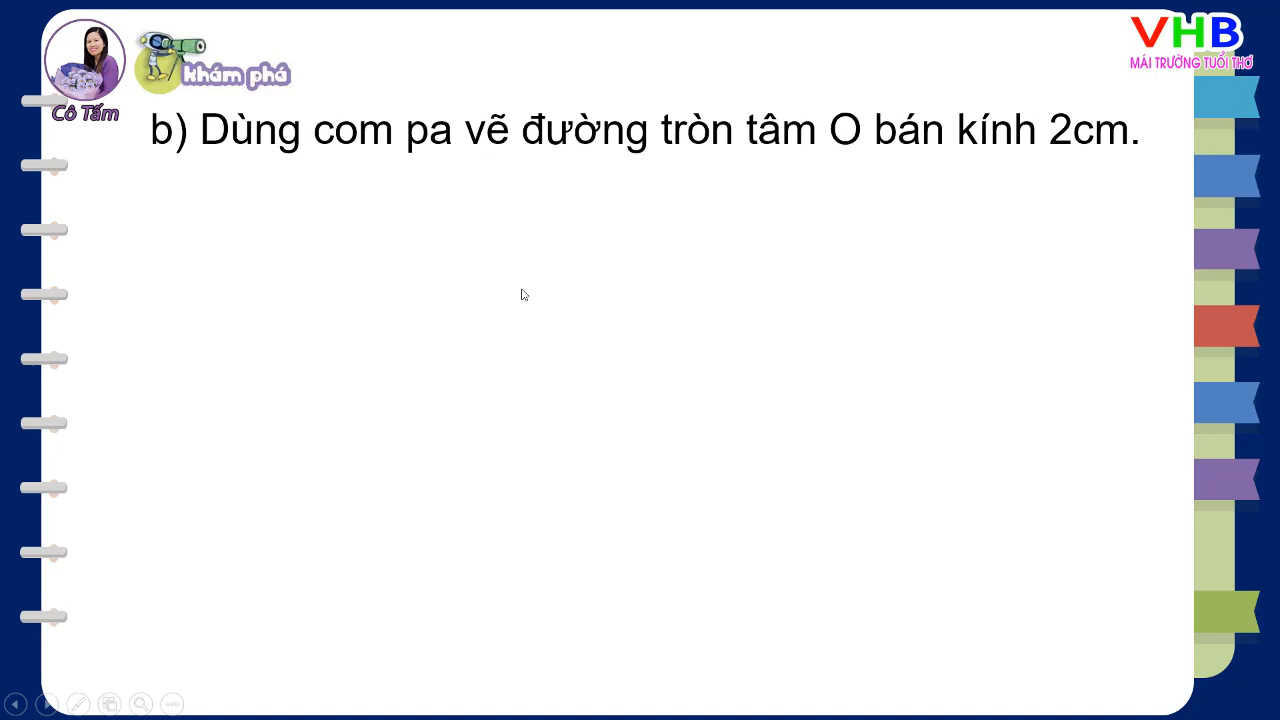 VHB
MÁI TRƯỜNG TUỔI THƠ
khám phá
Cô Tấm
b) Dùng com pa vẽ đường tròn tâm O bán kính 2cm.